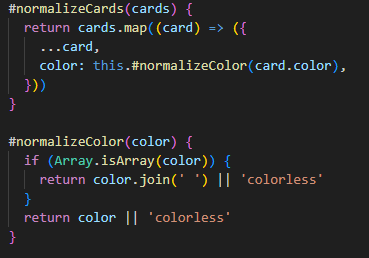 #normalizeCards(cards) {
  return cards.map((card) => ({
    ...card,
    color: this.#normalizeColor(card.color),
  }))
}

#normalizeColor(color) {
  if (Array.isArray(color)) {
    return color.join(' ') || 'colorless'
  }
  return color || 'colorless'
}